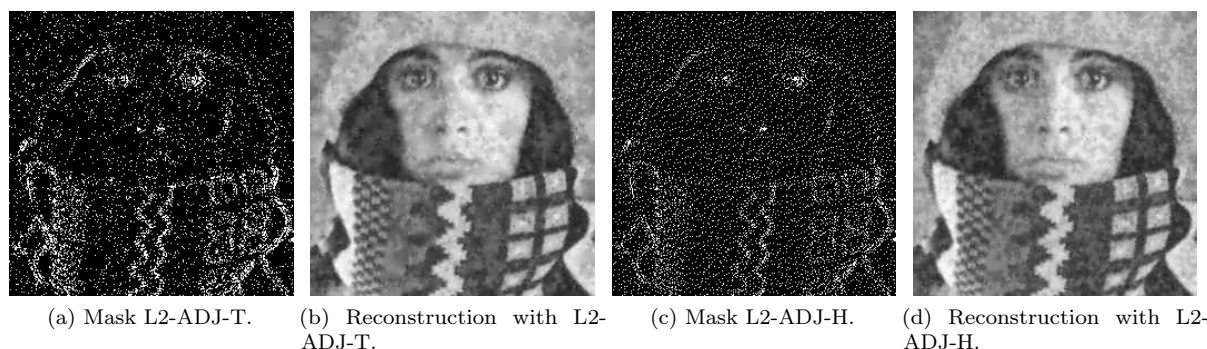 (a) Mask L2-ADJ-T.
(b) Reconstruction with L2-
ADJ-T.
(c) Mask L2-ADJ-H.
(d) Reconstruction with L2-
ADJ-H.